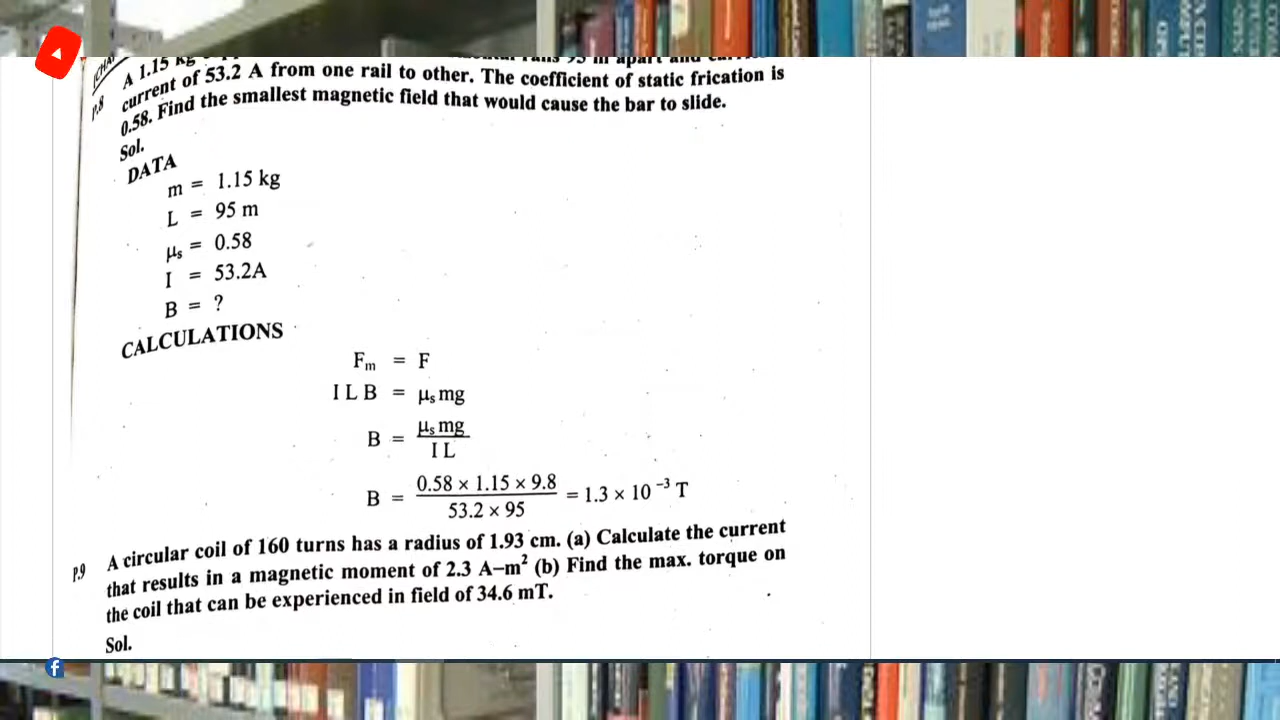 A 1.15 kg
current of 53.2 A from one rail to other. The coefficient of static frication is
P.8
0.58. Find the smallest magnetic field that would cause the bar to slide.
Sol.
DATA
m = 1.15 kg
L = 95 m
μs = 0.58
I = 53.2A
B = ?
CALCULATIONS
Fm = F
I L B = μs mg
B = μs mg / I L
B = 0.58 × 1.15 × 9.8 / 53.2 × 95 = 1.3 × 10⁻³ T
P.9 A circular coil of 160 turns has a radius of 1.93 cm. (a) Calculate the current
that results in a magnetic moment of 2.3 A–m² (b) Find the max. torque on
the coil that can be experienced in field of 34.6 mT.
Sol.